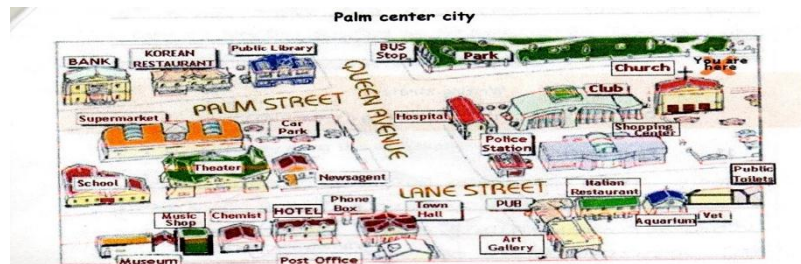 Palm center city
BANK
KOREAN
RESTAURANT
Public Library
BUS
Stop
Park
You are
here
Church
QUEEN AVENUE
PALM STREET
Club
Supermarket
Car
Park
Hospital
Police
Station
Shopping
Center
Theater
School
Newsagent
LANE STREET
Italian
Restaurant
Public
Toilets
Music
Shop
Chemist
HOTEL
Phone
Box
Town
Hall
PUB
Aquarium
Vet
Art
Gallery
Museum
Post Office